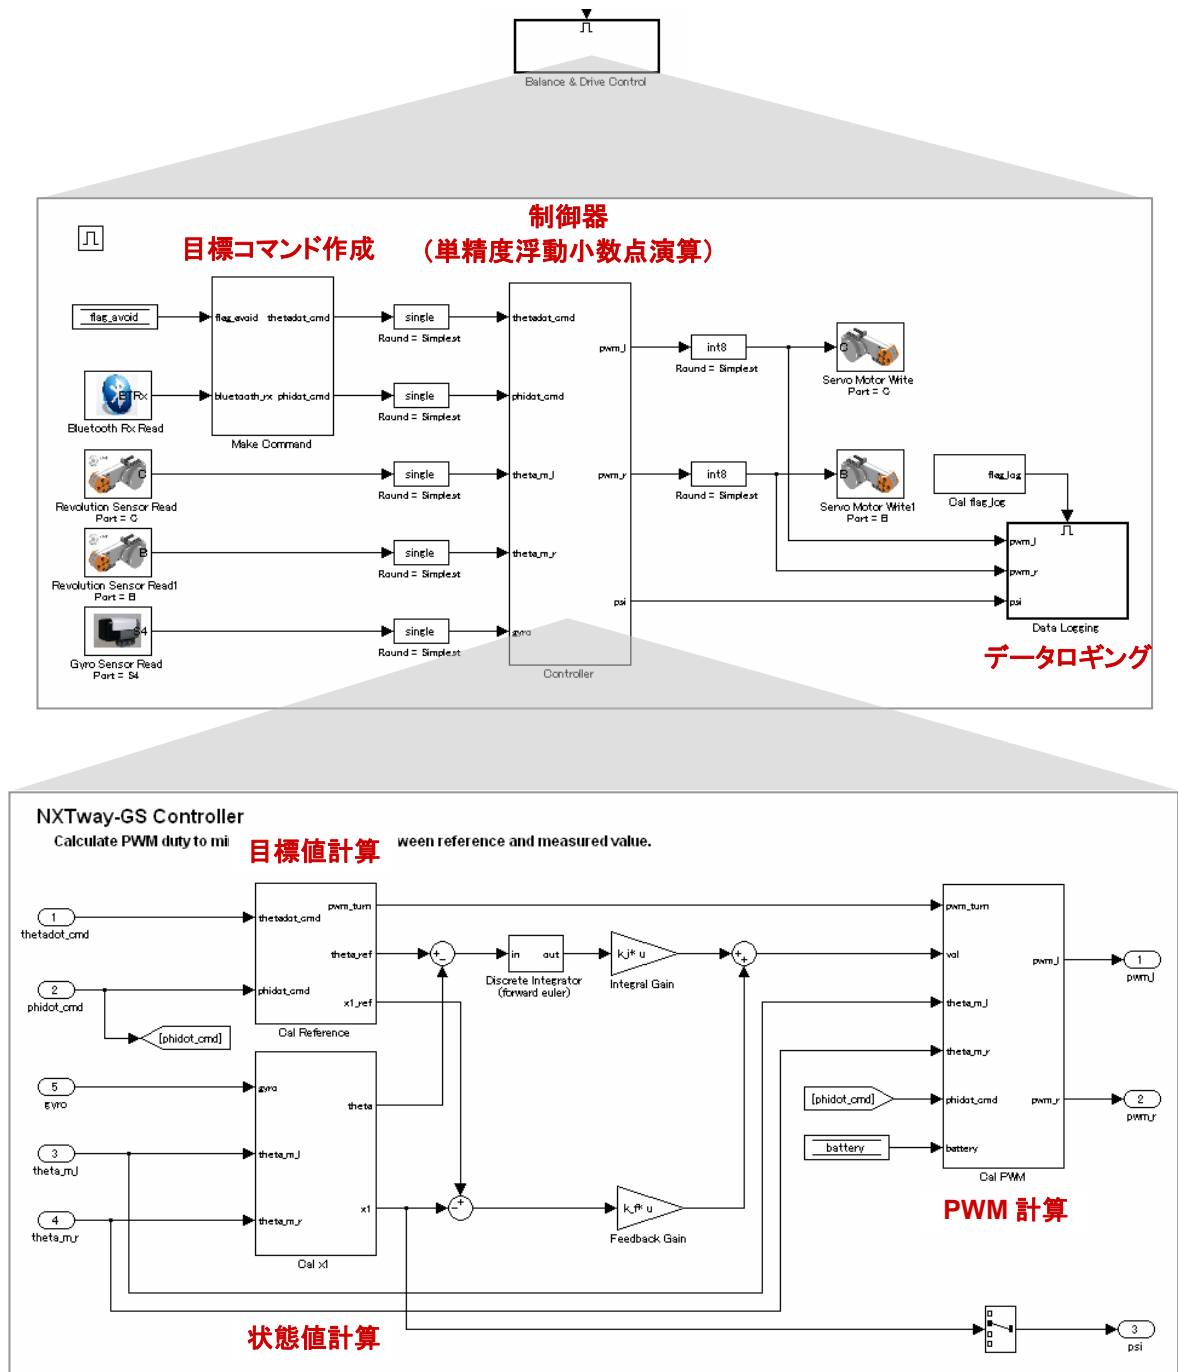 Balance & Drive Control
目標コマンド作成
制御器
（単精度浮動小数点演算）
flag_avoid
flag_avoid
thetadot_cmd
single
Round = Simplest
thetadot_cmd
BTRx
Bluetooth Rx Read
bluetooth_rx
phidot_cmd
Make Command
single
Round = Simplest
phidot_cmd
C
Revolution Sensor Read
Port = C
single
Round = Simplest
theta_m_l
B
Revolution Sensor Read1
Port = B
single
Round = Simplest
theta_m_r
S4
Gyro Sensor Read
Port = S4
single
Round = Simplest
gyro
pwm_l
pwm_r
psi
Controller
int8
Round = Simplest
C
Servo Motor Write
Port = C
int8
Round = Simplest
B
Servo Motor Write1
Port = B
flag_log
Cal flag_log
pwm_l
pwm_r
psi
Data Logging
データロギング
NXTway-GS Controller
Calculate PWM duty to mi
ween reference and measured value.
目標値計算
1
thetadot_cmd
2
phidot_cmd
[phidot_cmd]
5
gyro
3
theta_m_l
4
theta_m_r
thetadot_cmd
phidot_cmd
pwm_turn
theta_ref
x1_ref
Cal Reference
gyro
theta_m_l
theta_m_r
theta
x1
Cal x1
状態値計算
in
out
Discrete Integrator
(forward euler)
k_i* u
Integral Gain
k_f* u
Feedback Gain
[phidot_cmd]
battery
pwm_turn
val
theta_m_l
theta_m_r
phidot_cmd
battery
pwm_l
pwm_r
Cal PWM
PWM 計算
1
pwm_l
2
pwm_r
3
psi